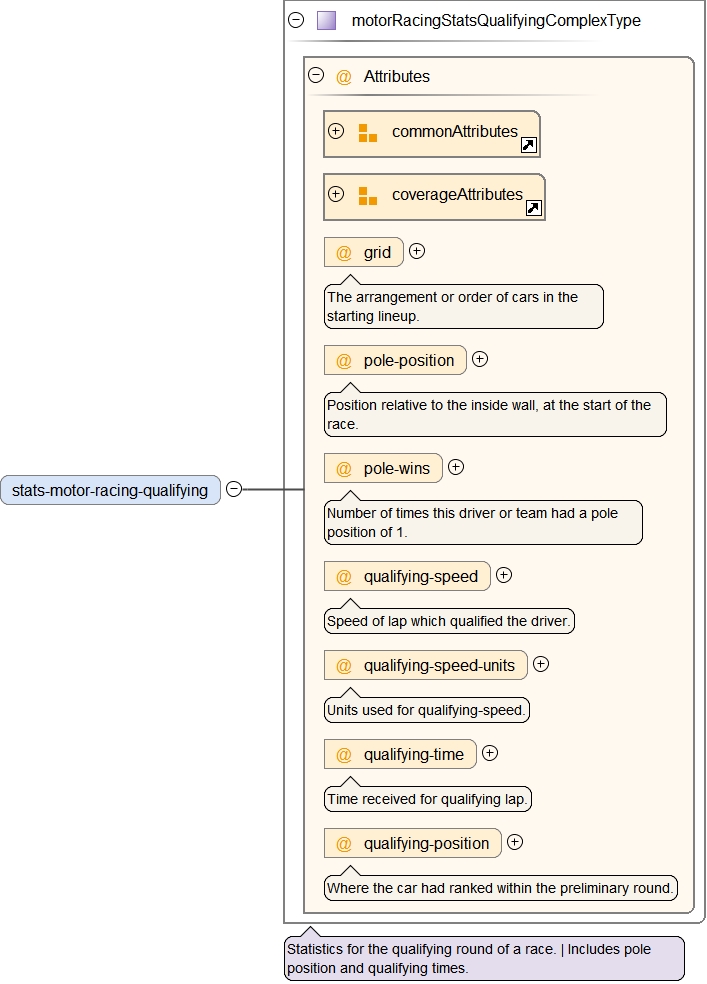 motorRacingStatsQualifyingComplexType
@ Attributes
commonAttributes
coverageAttributes
@ grid
The arrangement or order of cars in the
starting lineup.
@ pole-position
Position relative to the inside wall, at the start of the
race.
@ pole-wins
Number of times this driver or team had a pole
position of 1.
stats-motor-racing-qualifying
@ qualifying-speed
Speed of lap which qualified the driver.
@ qualifying-speed-units
Units used for qualifying-speed.
@ qualifying-time
Time received for qualifying lap.
@ qualifying-position
Where the car had ranked within the preliminary round.
Statistics for the qualifying round of a race. | Includes pole
position and qualifying times.